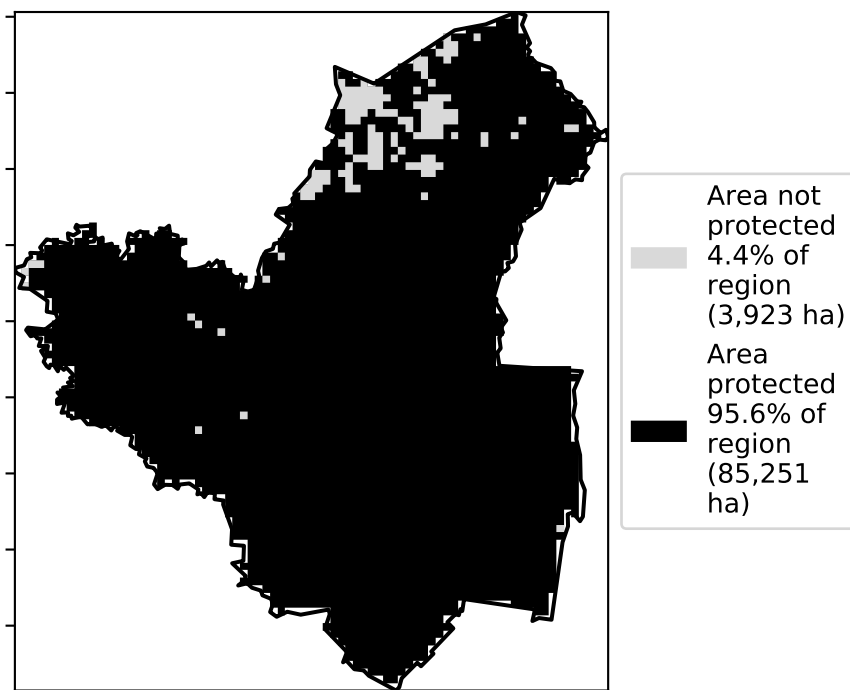 Area not
protected
4.4% of
region
(3,923 ha)
Area
protected
95.6% of
region
(85,251
ha)